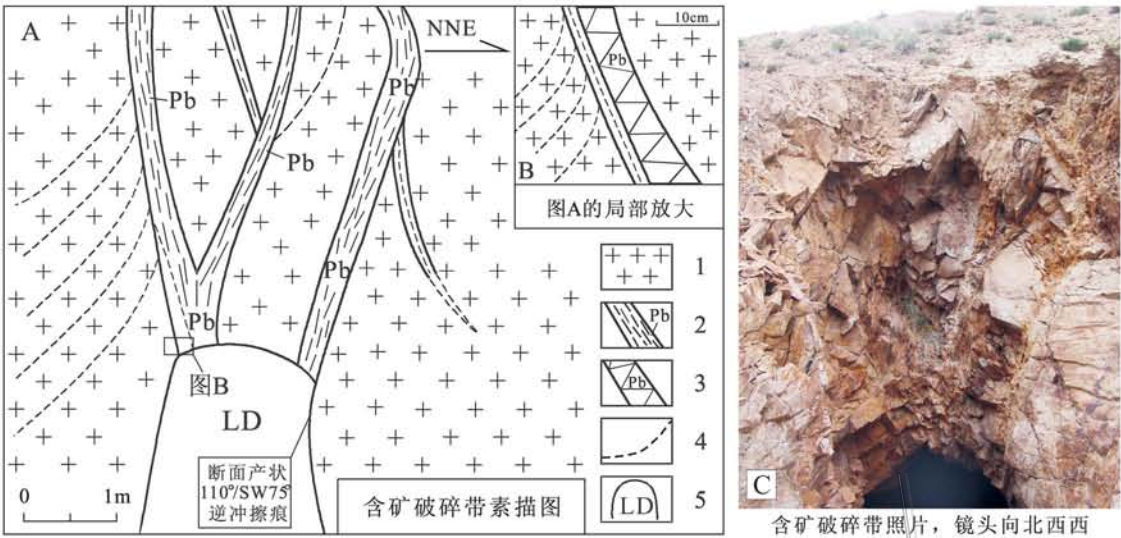 A
NNE
Pb
Pb
Pb
Pb
Pb
图B
LD
断面产状
110°/SW75°
逆冲擦痕
0 1m
含矿破碎带素描图
10cm
Pb
B
图A的局部放大
1
Pb 2
Pb 3
4
LD 5
C
含矿破碎带照片，镜头向北西西